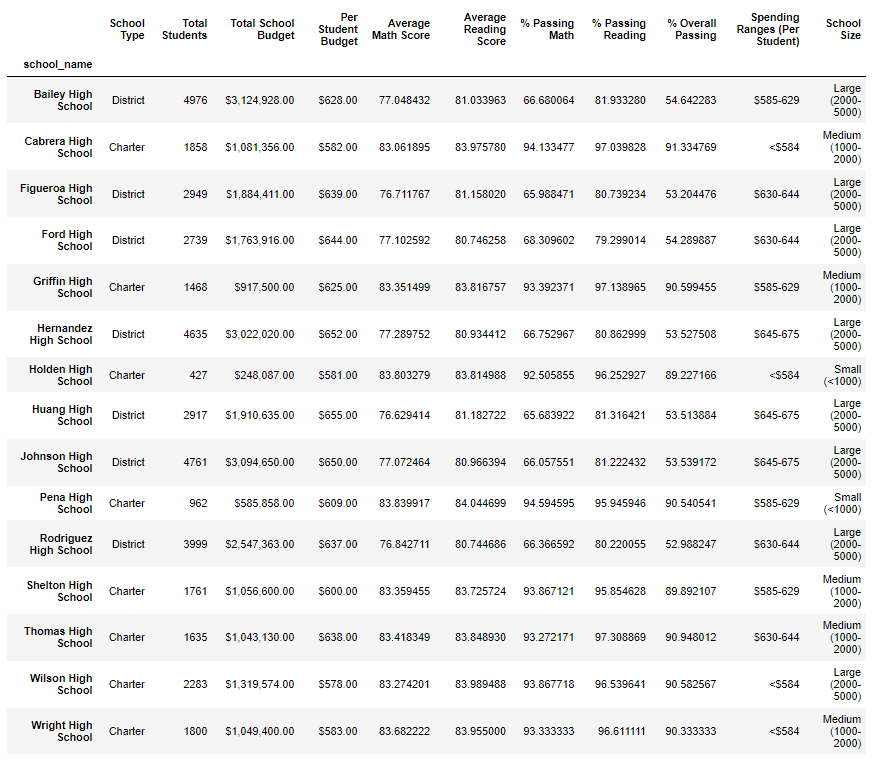 School Type Total Students Total School Budget Per Student Budget Average Math Score Average Reading Score % Passing Math % Passing Reading % Overall Passing Spending Ranges (Per Student) School Size
school_name
Bailey High School District 4976 $3,124,928.00 $628.00 77.048432 81.033963 66.680064 81.933280 54.642283 $585-629 Large (2000-5000)
Cabrera High School Charter 1858 $1,081,356.00 $582.00 83.061895 83.975780 94.133477 97.039828 91.334769 <$584 Medium (1000-2000)
Figueroa High School District 2949 $1,884,411.00 $639.00 76.711767 81.158020 65.988471 80.739234 53.204476 $630-644 Large (2000-5000)
Ford High School District 2739 $1,763,916.00 $644.00 77.102592 80.746258 68.309602 79.299014 54.289887 $630-644 Large (2000-5000)
Griffin High School Charter 1468 $917,500.00 $625.00 83.351499 83.816757 93.392371 97.138965 90.599455 $585-629 Medium (1000-2000)
Hernandez High School District 4635 $3,022,020.00 $652.00 77.289752 80.934412 66.752967 80.862999 53.527508 $645-675 Large (2000-5000)
Holden High School Charter 427 $248,087.00 $581.00 83.803279 83.814988 92.505855 96.252927 89.227166 <$584 Small (<1000)
Huang High School District 2917 $1,910,635.00 $655.00 76.629414 81.182722 65.683922 81.316421 53.513884 $645-675 Large (2000-5000)
Johnson High School District 4761 $3,094,650.00 $650.00 77.072464 80.966394 66.057551 81.222432 53.539172 $645-675 Large (2000-5000)
Pena High School Charter 962 $585,858.00 $609.00 83.839917 84.044699 94.594595 95.945946 90.540541 $585-629 Small (<1000)
Rodriguez High School District 3999 $2,547,363.00 $637.00 76.842711 80.744686 66.366592 80.220055 52.988247 $630-644 Large (2000-5000)
Shelton High School Charter 1761 $1,056,600.00 $600.00 83.359455 83.725724 93.867121 95.854628 89.892107 $585-629 Medium (1000-2000)
Thomas High School Charter 1635 $1,043,130.00 $638.00 83.418349 83.848930 93.272171 97.308869 90.948012 $630-644 Medium (1000-2000)
Wilson High School Charter 2283 $1,319,574.00 $578.00 83.274201 83.989488 93.867718 96.539641 90.582567 <$584 Large (2000-5000)
Wright High School Charter 1800 $1,049,400.00 $583.00 83.682222 83.955000 93.333333 96.611111 90.333333 <$584 Medium (1000-2000)